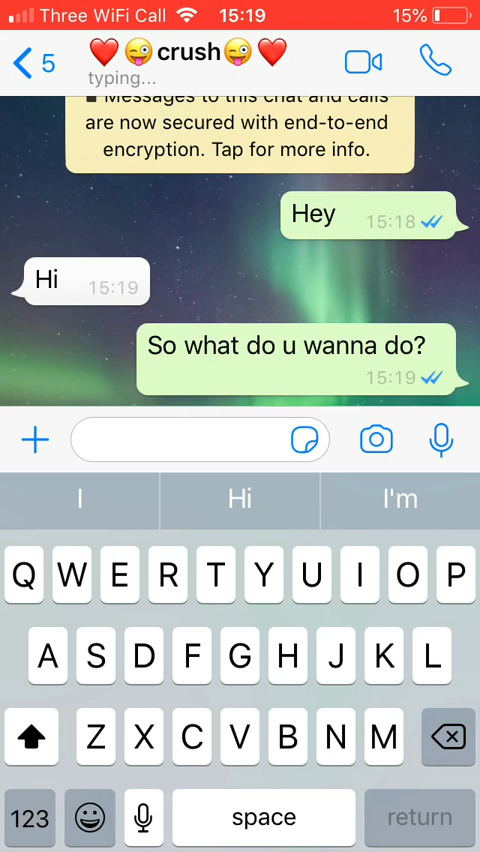 Three WiFi Call 15:19 15%
5 ❤️😜crush😜❤️
typing...
Messages to this chat and calls
are now secured with end-to-end
encryption. Tap for more info.
Hey 15:18
Hi 15:19
So what do u wanna do?
15:19
I Hi I'm
Q W E R T Y U I O P
A S D F G H J K L
Z X C V B N M
123 space return